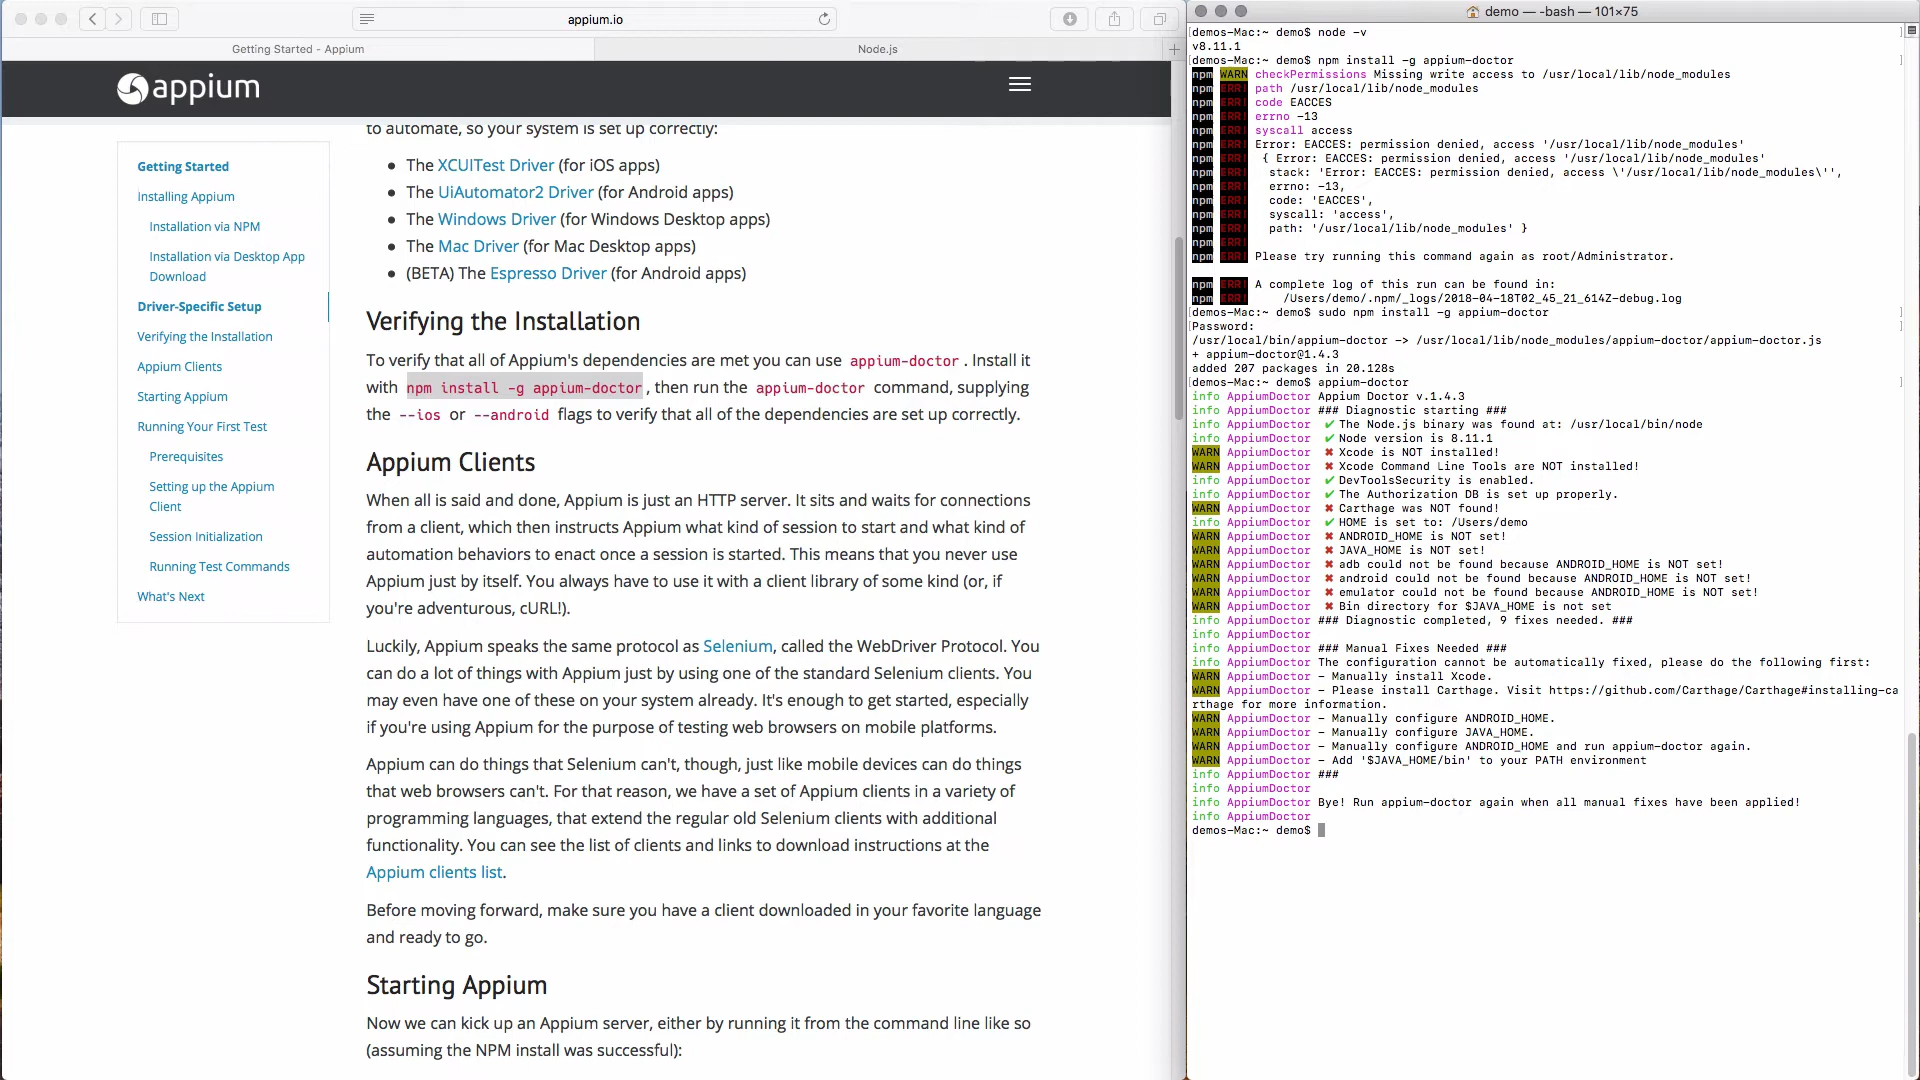 appium.io
Getting Started - Appium
Node.js
appium
Getting Started
Installing Appium
Installation via NPM
Installation via Desktop App
Download
Driver-Specific Setup
Verifying the Installation
Appium Clients
Starting Appium
Running Your First Test
Prerequisites
Setting up the Appium
Client
Session Initialization
Running Test Commands
What's Next
to automate, so your system is set up correctly:
The XCUITest Driver (for iOS apps)
The UiAutomator2 Driver (for Android apps)
The Windows Driver (for Windows Desktop apps)
The Mac Driver (for Mac Desktop apps)
(BETA) The Espresso Driver (for Android apps)
Verifying the Installation
To verify that all of Appium's dependencies are met you can use appium-doctor . Install it
with npm install -g appium-doctor , then run the appium-doctor command, supplying
the --ios or --android flags to verify that all of the dependencies are set up correctly.
Appium Clients
When all is said and done, Appium is just an HTTP server. It sits and waits for connections
from a client, which then instructs Appium what kind of session to start and what kind of
automation behaviors to enact once a session is started. This means that you never use
Appium just by itself. You always have to use it with a client library of some kind (or, if
you're adventurous, cURL!).
Luckily, Appium speaks the same protocol as Selenium, called the WebDriver Protocol. You
can do a lot of things with Appium just by using one of the standard Selenium clients. You
may even have one of these on your system already. It's enough to get started, especially
if you're using Appium for the purpose of testing web browsers on mobile platforms.
Appium can do things that Selenium can't, though, just like mobile devices can do things
that web browsers can't. For that reason, we have a set of Appium clients in a variety of
programming languages, that extend the regular old Selenium clients with additional
functionality. You can see the list of clients and links to download instructions at the
Appium clients list.
Before moving forward, make sure you have a client downloaded in your favorite language
and ready to go.
Starting Appium
Now we can kick up an Appium server, either by running it from the command line like so
(assuming the NPM install was successful):
demo — -bash — 101×75
[demos-Mac:~ demo$ node -v ]
v8.11.1
[demos-Mac:~ demo$ npm install -g appium-doctor ]
npm WARN checkPermissions Missing write access to /usr/local/lib/node_modules
npm ERR! path /usr/local/lib/node_modules
npm ERR! code EACCES
npm ERR! errno -13
npm ERR! syscall access
npm ERR! Error: EACCES: permission denied, access '/usr/local/lib/node_modules'
npm ERR!  { Error: EACCES: permission denied, access '/usr/local/lib/node_modules'
npm ERR!   stack: 'Error: EACCES: permission denied, access \'/usr/local/lib/node_modules\'',
npm ERR!   errno: -13,
npm ERR!   code: 'EACCES',
npm ERR!   syscall: 'access',
npm ERR!   path: '/usr/local/lib/node_modules' }
npm ERR!
npm ERR! Please try running this command again as root/Administrator.
npm ERR! A complete log of this run can be found in:
npm ERR!     /Users/demo/.npm/_logs/2018-04-18T02_45_21_614Z-debug.log
[demos-Mac:~ demo$ sudo npm install -g appium-doctor ]
[Password: ]
/usr/local/bin/appium-doctor -> /usr/local/lib/node_modules/appium-doctor/appium-doctor.js
+ appium-doctor@1.4.3
added 207 packages in 20.128s
[demos-Mac:~ demo$ appium-doctor ]
info AppiumDoctor Appium Doctor v.1.4.3
info AppiumDoctor ### Diagnostic starting ###
info AppiumDoctor  ✔ The Node.js binary was found at: /usr/local/bin/node
info AppiumDoctor  ✔ Node version is 8.11.1
WARN AppiumDoctor  ✖ Xcode is NOT installed!
WARN AppiumDoctor  ✖ Xcode Command Line Tools are NOT installed!
info AppiumDoctor  ✔ DevToolsSecurity is enabled.
info AppiumDoctor  ✔ The Authorization DB is set up properly.
WARN AppiumDoctor  ✖ Carthage was NOT found!
info AppiumDoctor  ✔ HOME is set to: /Users/demo
WARN AppiumDoctor  ✖ ANDROID_HOME is NOT set!
WARN AppiumDoctor  ✖ JAVA_HOME is NOT set!
WARN AppiumDoctor  ✖ adb could not be found because ANDROID_HOME is NOT set!
WARN AppiumDoctor  ✖ android could not be found because ANDROID_HOME is NOT set!
WARN AppiumDoctor  ✖ emulator could not be found because ANDROID_HOME is NOT set!
WARN AppiumDoctor  ✖ Bin directory for $JAVA_HOME is not set
info AppiumDoctor ### Diagnostic completed, 9 fixes needed. ###
info AppiumDoctor
info AppiumDoctor ### Manual Fixes Needed ###
info AppiumDoctor The configuration cannot be automatically fixed, please do the following first:
WARN AppiumDoctor - Manually install Xcode.
WARN AppiumDoctor - Please install Carthage. Visit https://github.com/Carthage/Carthage#installing-ca
rthage for more information.
WARN AppiumDoctor - Manually configure ANDROID_HOME.
WARN AppiumDoctor - Manually configure JAVA_HOME.
WARN AppiumDoctor - Manually configure ANDROID_HOME and run appium-doctor again.
WARN AppiumDoctor - Add '$JAVA_HOME/bin' to your PATH environment
info AppiumDoctor ###
info AppiumDoctor
info AppiumDoctor Bye! Run appium-doctor again when all manual fixes have been applied!
info AppiumDoctor
demos-Mac:~ demo$